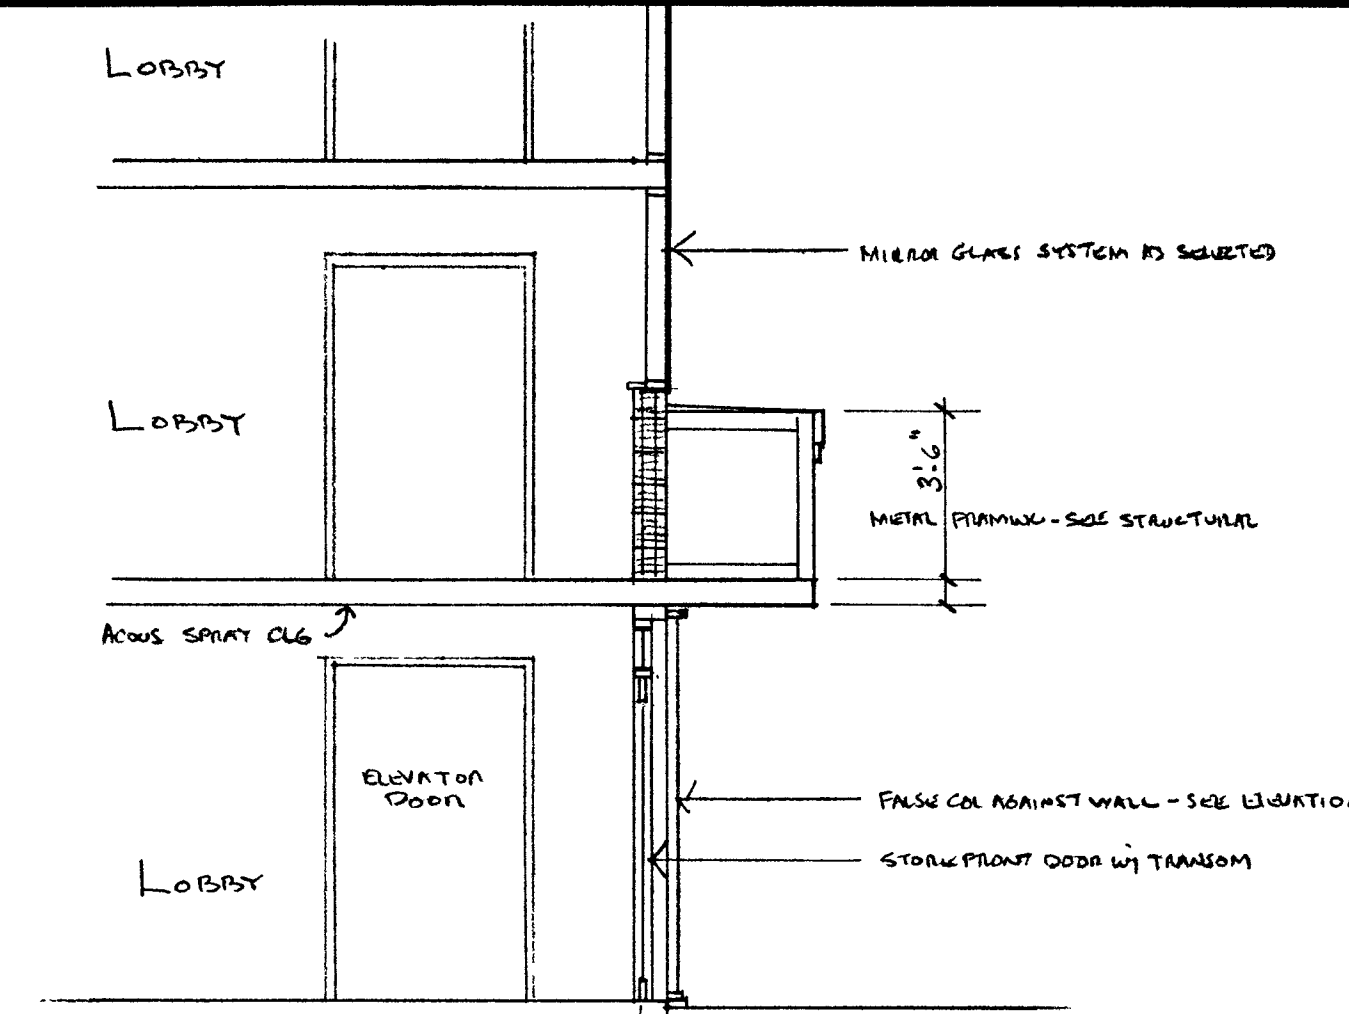 LOBBY
MIRROR GLASS SYSTEM AS SELECTED
LOBBY
3'-6"
METAL FRAMING - SEE STRUCTURAL
ACOUS SPRAY CLG
ELEVATOR
DOOR
FALSE COL AGAINST WALL - SEE ELEVATIO
STOREFRONT DOOR W/ TRANSOM
LOBBY